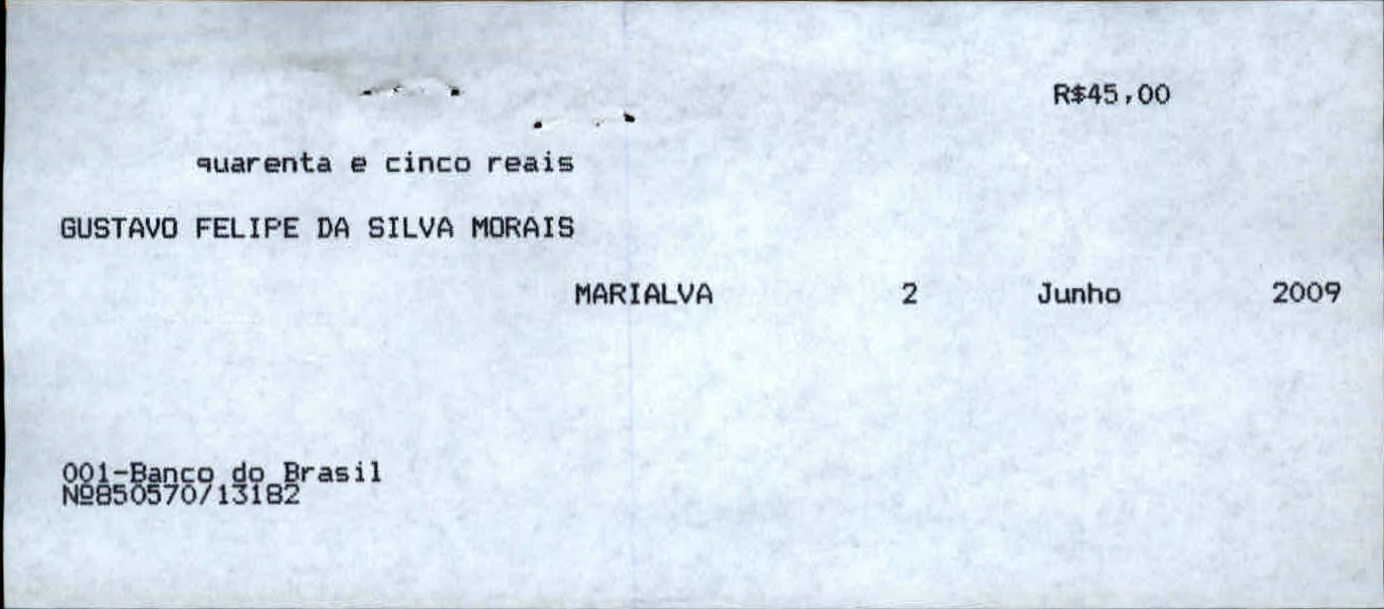 R$45,00
quarenta e cinco reais
GUSTAVO FELIPE DA SILVA MORAIS
MARIALVA 2 Junho 2009
001-Banco do Brasil
Nº850570/13182